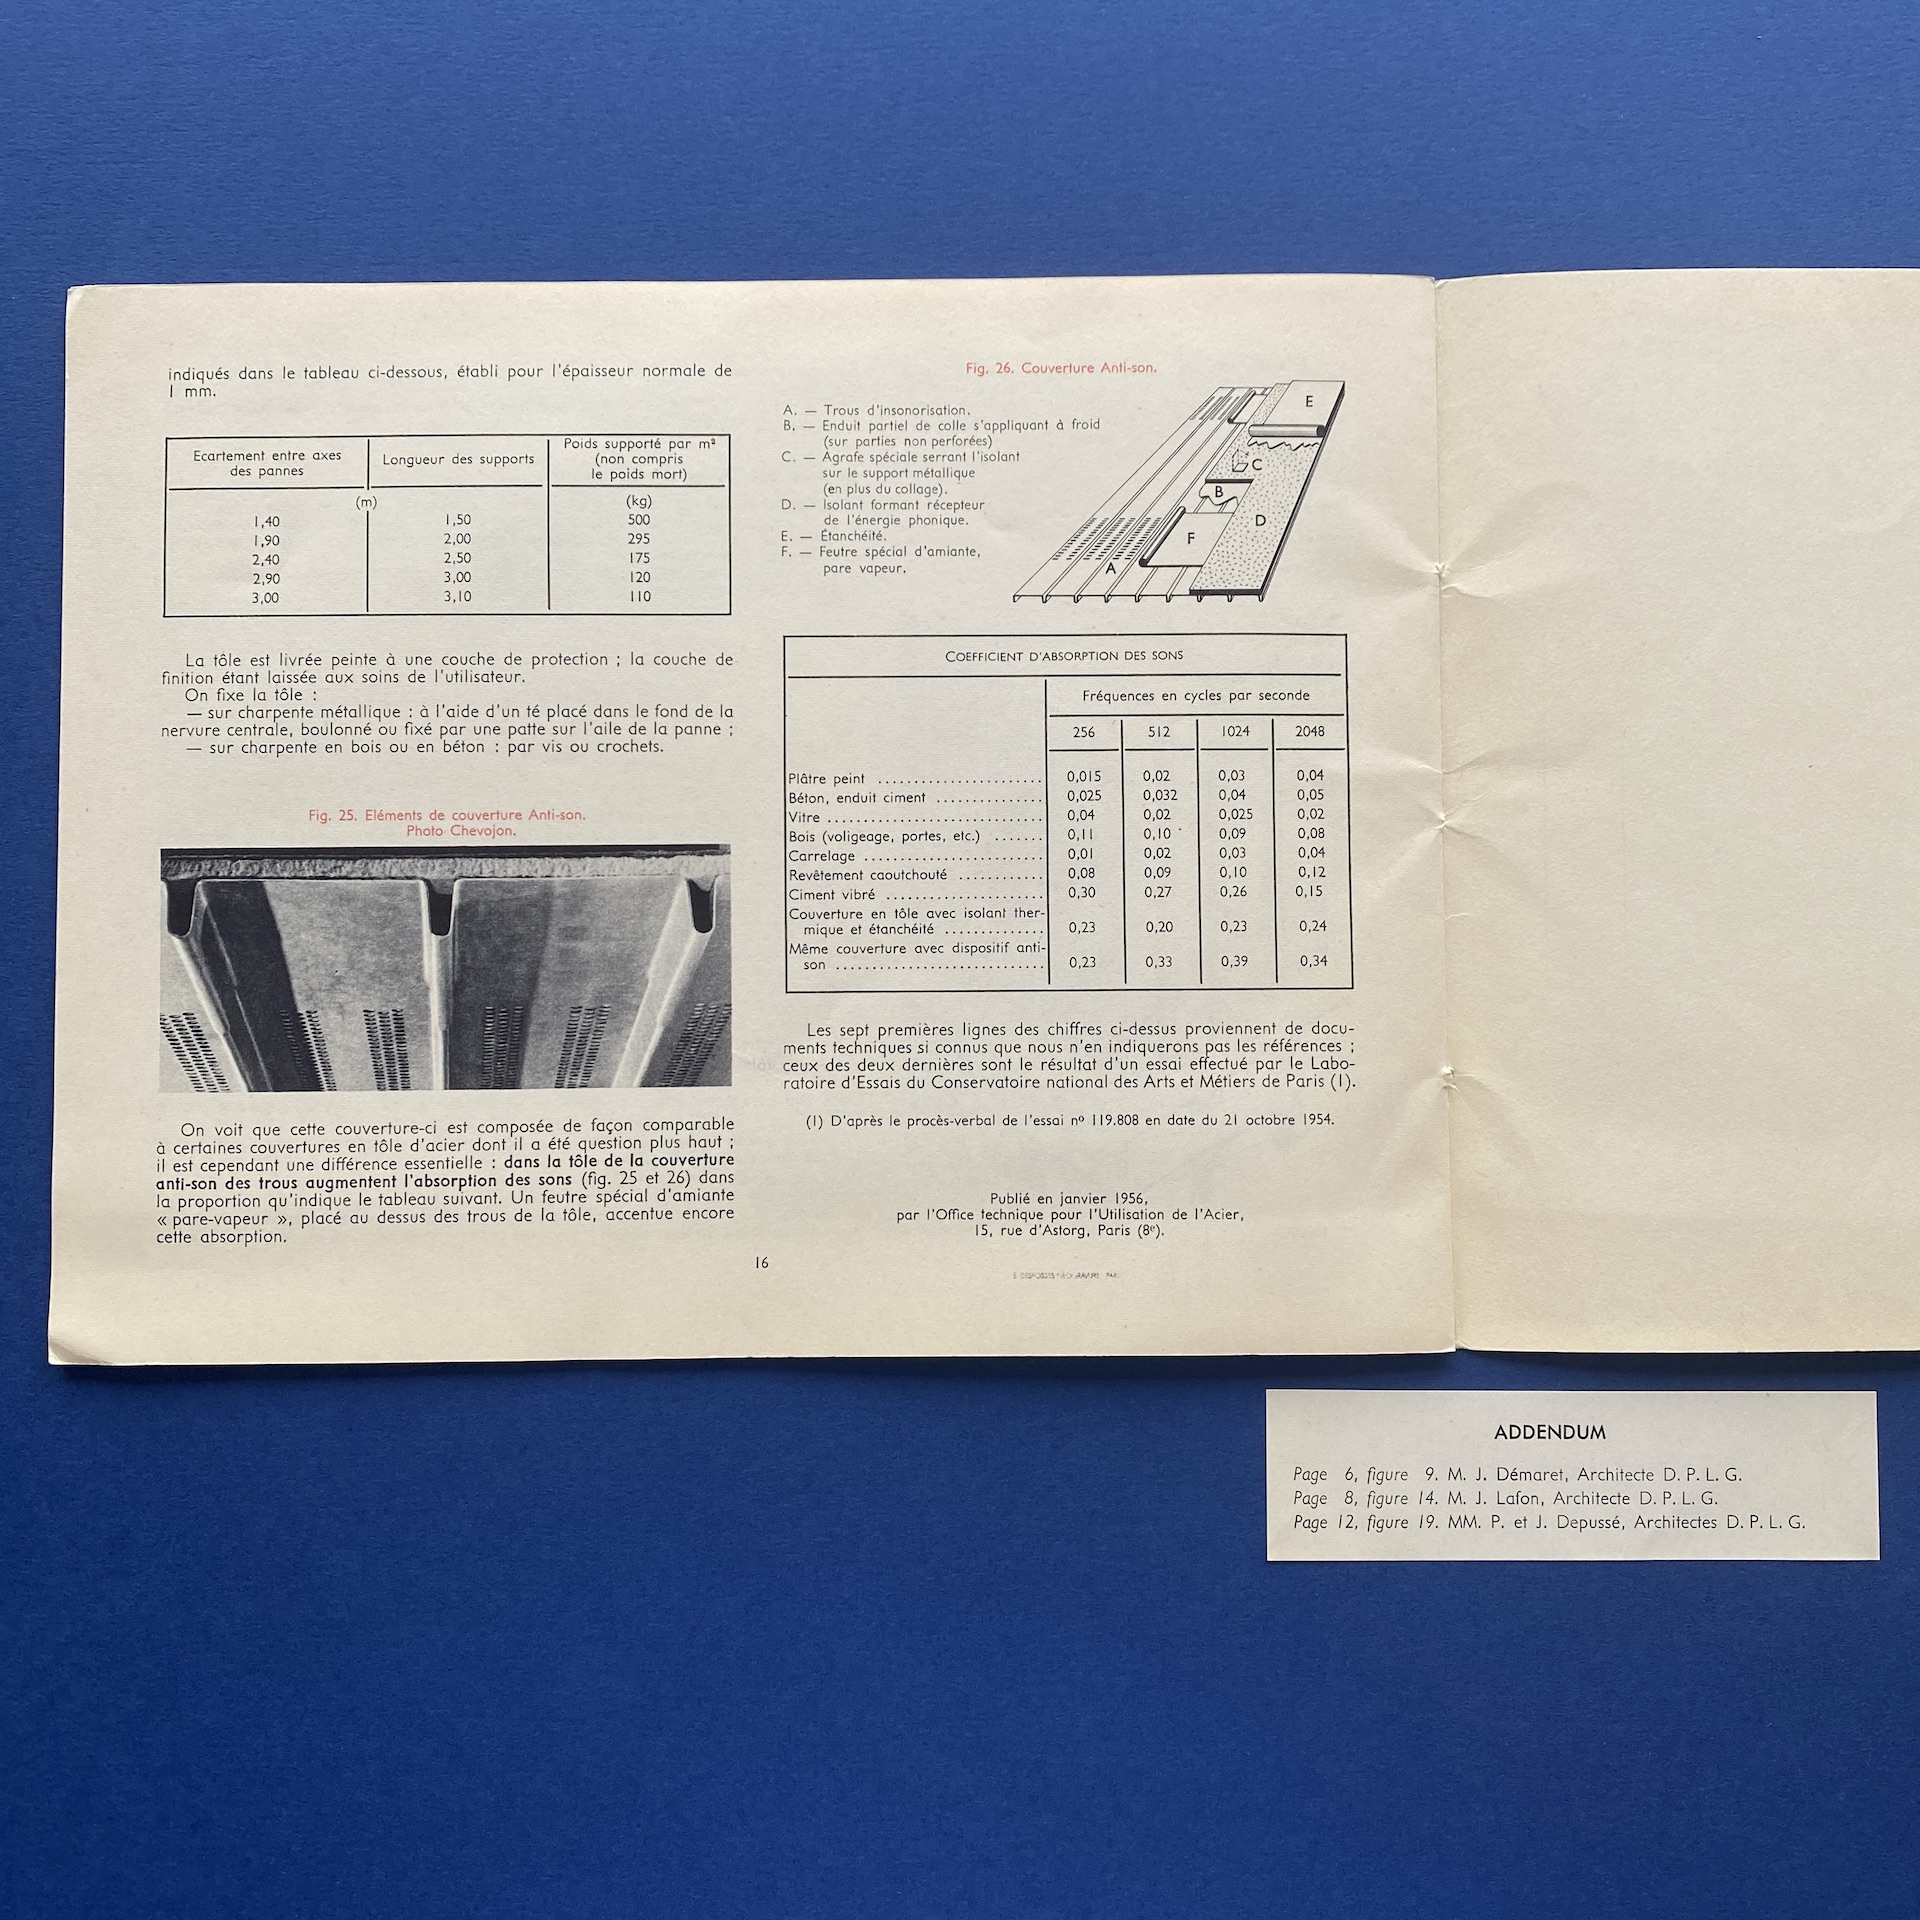 indiqués dans le tableau ci-dessous, établi pour l'épaisseur normale de
1 mm.
Ecartement entre axes
des pannes
Longueur des supports
Poids supporté par m²
(non compris
le poids mort)
(m) (kg)
1,40 1,50 500
1,90 2,00 295
2,40 2,50 175
2,90 3,00 120
3,00 3,10 110
La tôle est livrée peinte à une couche de protection ; la couche de
finition étant laissée aux soins de l'utilisateur.
On fixe la tôle :
— sur charpente métallique : à l'aide d'un té placé dans le fond de la
nervure centrale, boulonné ou fixé par une patte sur l'aile de la panne ;
— sur charpente en bois ou en béton : par vis ou crochets.
Fig. 25. Eléments de couverture Anti-son.
Photo Chevojon.
On voit que cette couverture-ci est composée de façon comparable
à certaines couvertures en tôle d'acier dont il a été question plus haut ;
il est cependant une différence essentielle : dans la tôle de la couverture
anti-son des trous augmentent l'absorption des sons (fig. 25 et 26) dans
la proportion qu'indique le tableau suivant. Un feutre spécial d'amiante
« pare-vapeur », placé au dessus des trous de la tôle, accentue encore
cette absorption.
Fig. 26. Couverture Anti-son.
A. — Trous d'insonorisation.
B. — Enduit partiel de colle s'appliquant à froid
(sur parties non perforées)
C. — Agrafe spéciale serrant l'isolant
sur le support métallique
(en plus du collage).
D. — Isolant formant récepteur
de l'énergie phonique.
E. — Étanchéité.
F. — Feutre spécial d'amiante,
pare vapeur.
E
C
B
D
F
A
COEFFICIENT D'ABSORPTION DES SONS
Fréquences en cycles par seconde
256 512 1024 2048
Plâtre peint ........................ 0,015 0,02 0,03 0,04
Béton, enduit ciment ................ 0,025 0,032 0,04 0,05
Vitre ................................ 0,04 0,02 0,025 0,02
Bois (voligeage, portes, etc.) ....... 0,11 0,10 0,09 0,08
Carrelage ........................... 0,01 0,02 0,03 0,04
Revêtement caoutchouté ............ 0,08 0,09 0,10 0,12
Ciment vibré ....................... 0,30 0,27 0,26 0,15
Couverture en tôle avec isolant ther-
mique et étanchéité .............. 0,23 0,20 0,23 0,24
Même couverture avec dispositif anti-
son .............................. 0,23 0,33 0,39 0,34
Les sept premières lignes des chiffres ci-dessus proviennent de docu-
ments techniques si connus que nous n'en indiquerons pas les références ;
ceux des deux dernières sont le résultat d'un essai effectué par le Labo-
ratoire d'Essais du Conservatoire national des Arts et Métiers de Paris (1).
(1) D'après le procès-verbal de l'essai nº 119.808 en date du 21 octobre 1954.
Publié en janvier 1956,
par l'Office technique pour l'Utilisation de l'Acier,
15, rue d'Astorg, Paris (8e).
16
ADDENDUM
Page 6, figure 9. M. J. Démaret, Architecte D. P. L. G.
Page 8, figure 14. M. J. Lafon, Architecte D. P. L. G.
Page 12, figure 19. MM. P. et J. Depussé, Architectes D. P. L. G.